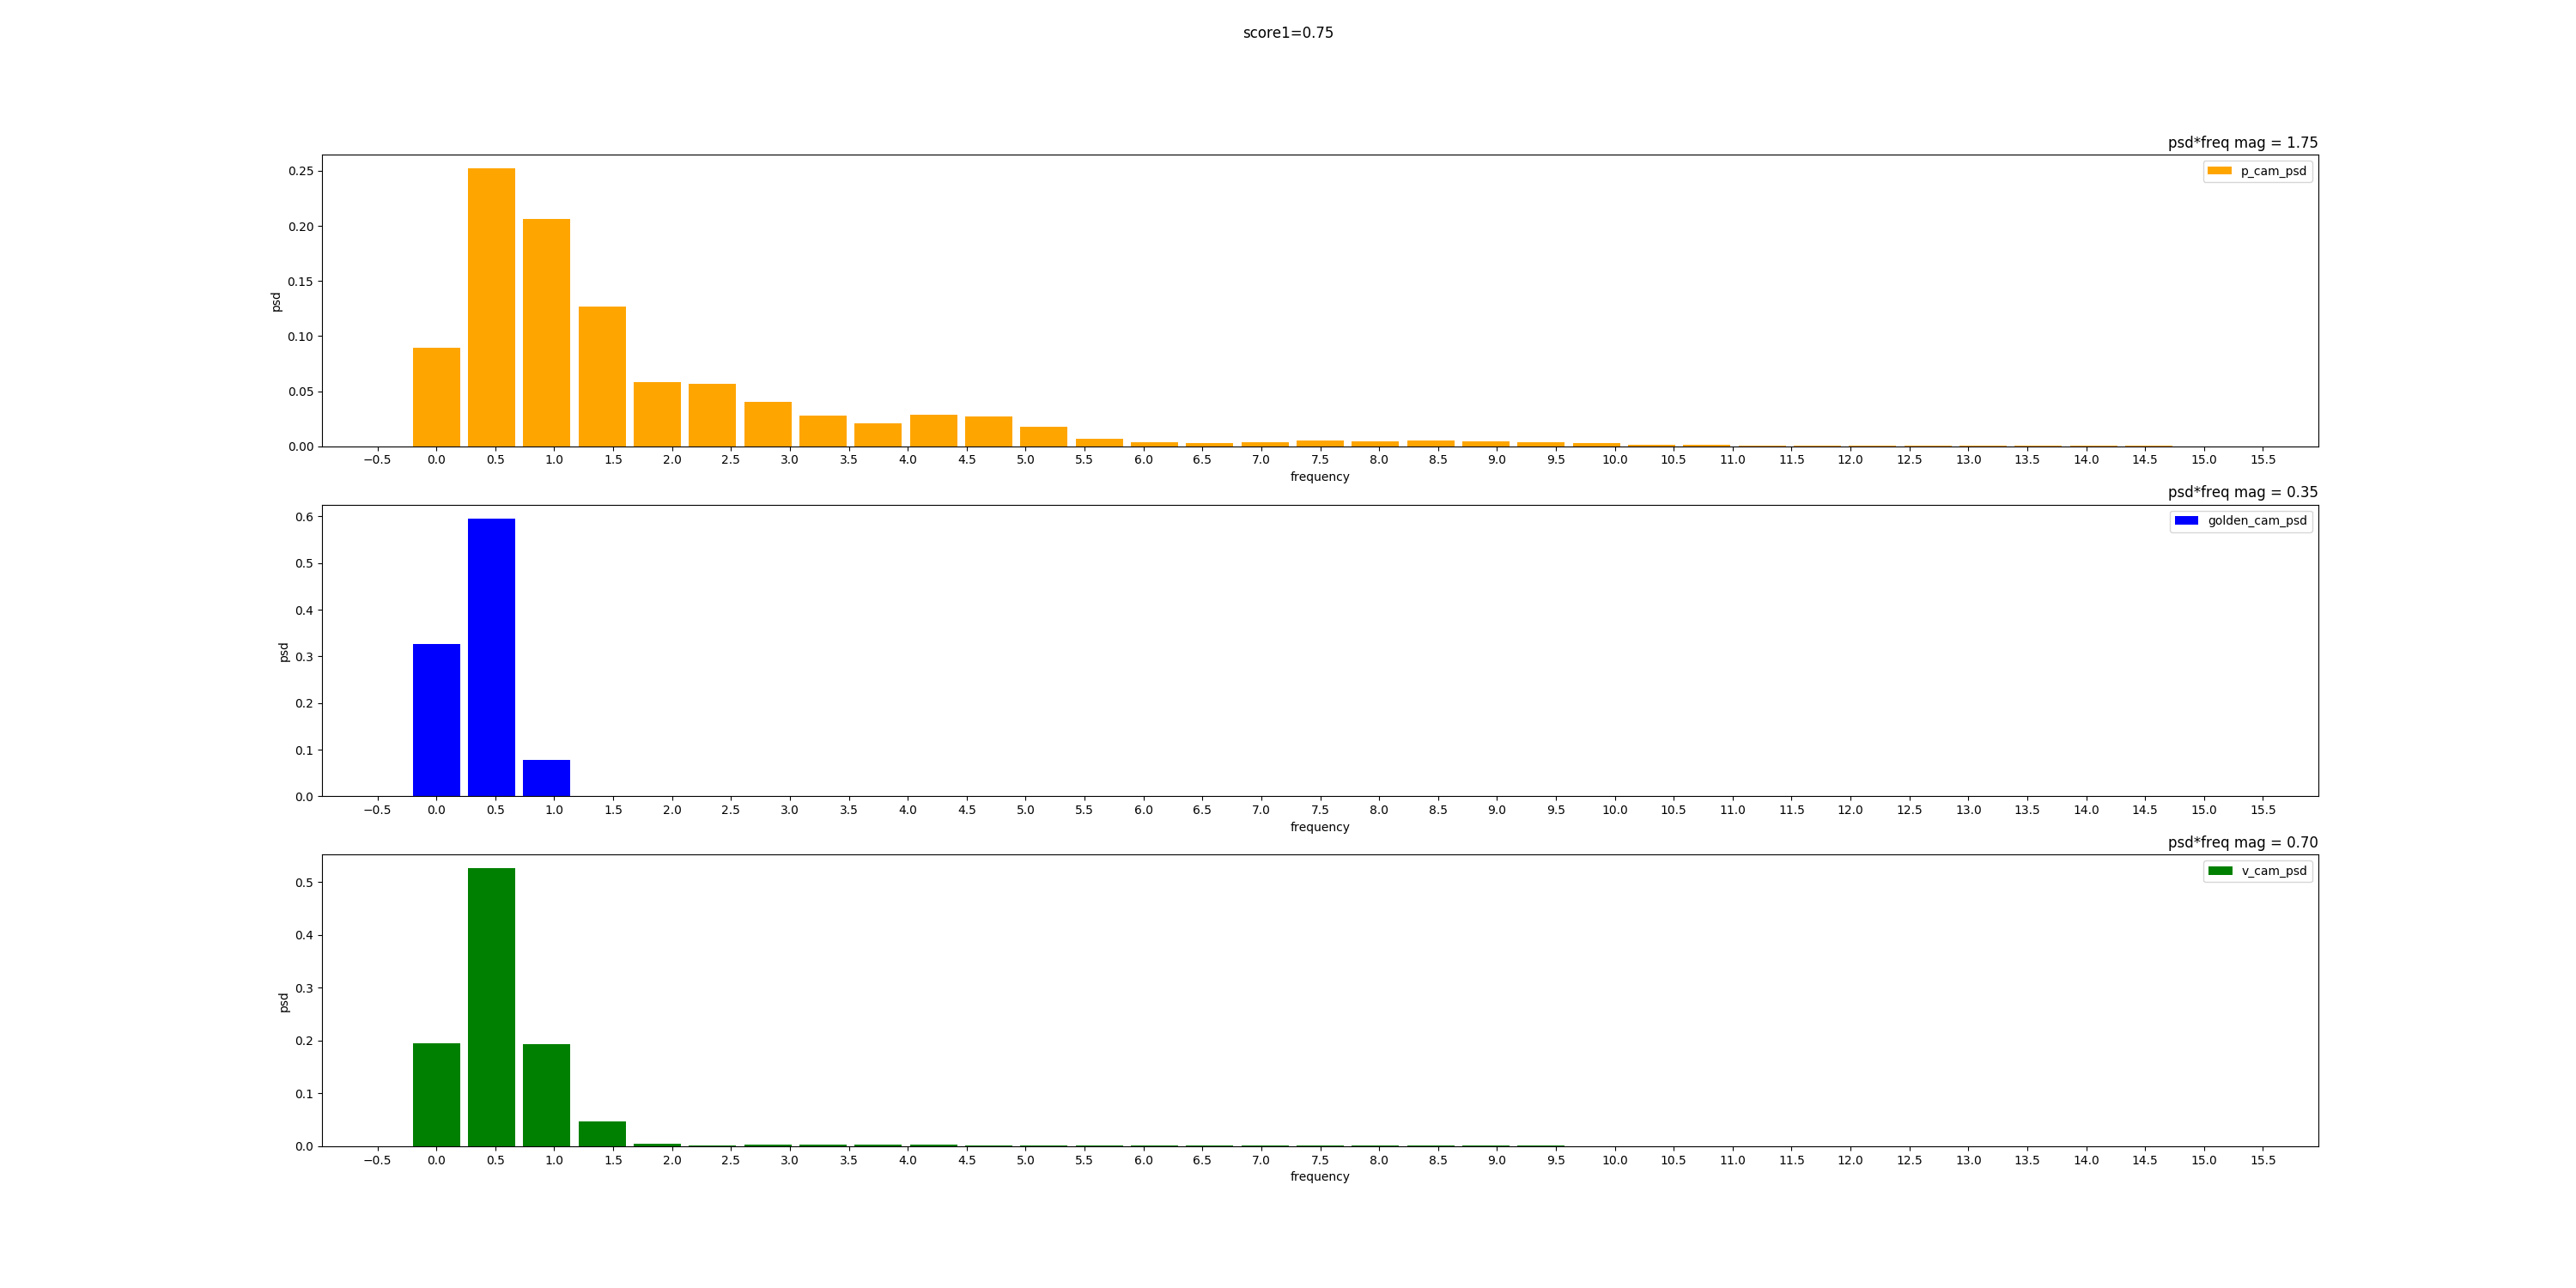 score1=0.75
psd*freq mag = 1.75
p_cam_psd
psd
0.25
0.20
0.15
0.10
0.05
0.00
−0.5 0.0 0.5 1.0 1.5 2.0 2.5 3.0 3.5 4.0 4.5 5.0 5.5 6.0 6.5 7.0 7.5 8.0 8.5 9.0 9.5 10.0 10.5 11.0 11.5 12.0 12.5 13.0 13.5 14.0 14.5 15.0 15.5
frequency
psd*freq mag = 0.35
golden_cam_psd
psd
0.6
0.5
0.4
0.3
0.2
0.1
0.0
−0.5 0.0 0.5 1.0 1.5 2.0 2.5 3.0 3.5 4.0 4.5 5.0 5.5 6.0 6.5 7.0 7.5 8.0 8.5 9.0 9.5 10.0 10.5 11.0 11.5 12.0 12.5 13.0 13.5 14.0 14.5 15.0 15.5
frequency
psd*freq mag = 0.70
v_cam_psd
psd
0.5
0.4
0.3
0.2
0.1
0.0
−0.5 0.0 0.5 1.0 1.5 2.0 2.5 3.0 3.5 4.0 4.5 5.0 5.5 6.0 6.5 7.0 7.5 8.0 8.5 9.0 9.5 10.0 10.5 11.0 11.5 12.0 12.5 13.0 13.5 14.0 14.5 15.0 15.5
frequency